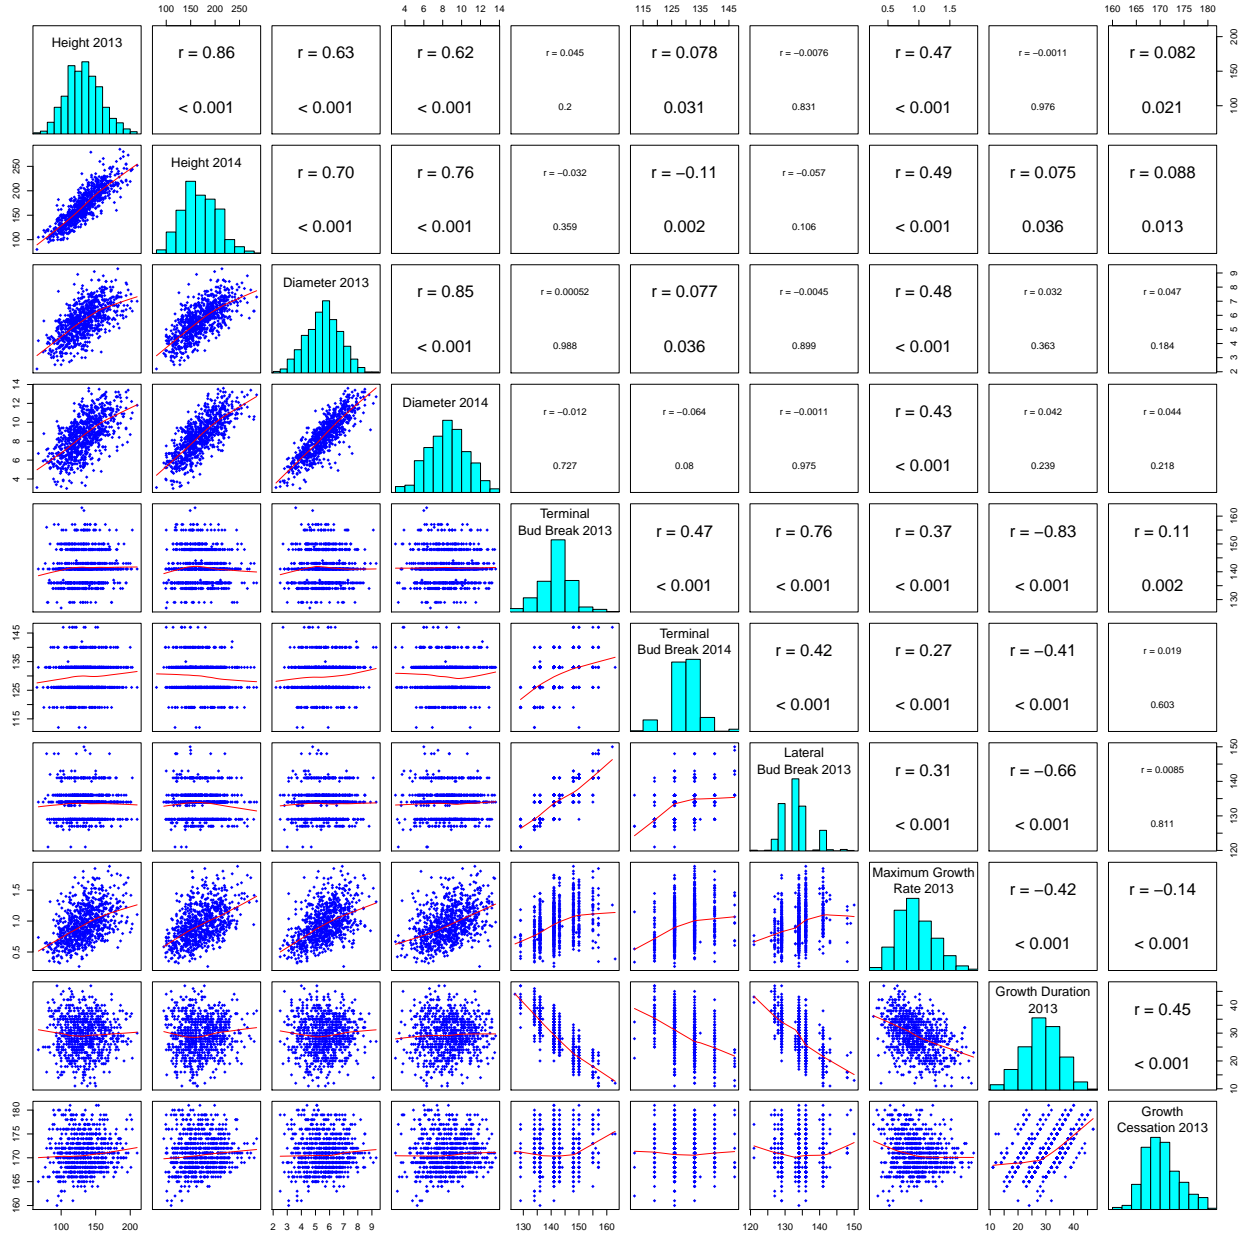 100 150 200 250
4 6 8 10 12 14
115 125 135 145
0.5 1.0 1.5
160 165 170 175 180
Height 2013
r = 0.86
r = 0.63
r = 0.62
r = 0.045
r = 0.078
r = −0.0076
r = 0.47
r = −0.0011
r = 0.082
< 0.001
< 0.001
< 0.001
0.2
0.031
0.831
< 0.001
0.976
0.021
100 150 200
Height 2014
r = 0.70
r = 0.76
r = −0.032
r = −0.11
r = −0.057
r = 0.49
r = 0.075
r = 0.088
< 0.001
< 0.001
0.359
0.002
0.106
< 0.001
0.036
0.013
100 150 200 250
Diameter 2013
r = 0.85
r = 0.00052
r = 0.077
r = −0.0045
r = 0.48
r = 0.032
r = 0.047
< 0.001
0.988
0.036
0.899
< 0.001
0.363
0.184
2 3 4 5 6 7 8 9
Diameter 2014
r = −0.012
r = −0.064
r = −0.0011
r = 0.43
r = 0.042
r = 0.044
0.727
0.08
0.975
< 0.001
0.239
0.218
4 6 8 10 12 14
Terminal
Bud Break 2013
r = 0.47
r = 0.76
r = 0.37
r = −0.83
r = 0.11
< 0.001
< 0.001
< 0.001
< 0.001
0.002
130 140 150 160
Terminal
Bud Break 2014
r = 0.42
r = 0.27
r = −0.41
r = 0.019
< 0.001
< 0.001
< 0.001
0.603
115 125 135 145
Lateral
Bud Break 2013
r = 0.31
r = −0.66
r = 0.0085
< 0.001
< 0.001
0.811
120 130 140 150
Maximum Growth
Rate 2013
r = −0.42
r = −0.14
< 0.001
< 0.001
0.5 1.0 1.5
Growth Duration
2013
r = 0.45
< 0.001
10 20 30 40
Growth
Cessation 2013
160 165 170 175 180
100 150 200
2 3 4 5 6 7 8 9
130 140 150 160
120 130 140 150
10 20 30 40